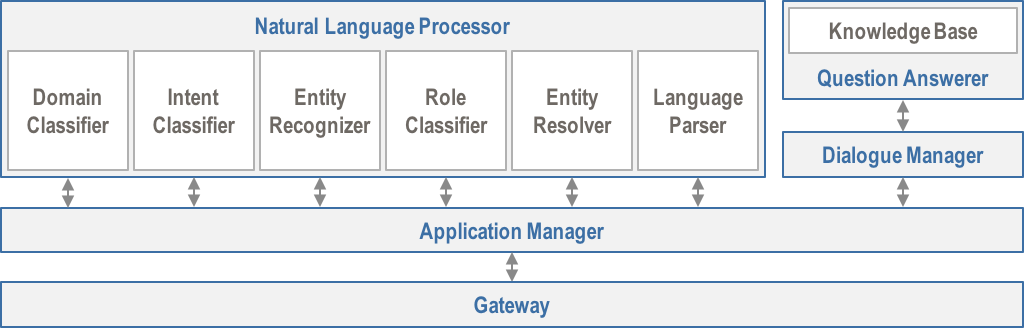 Natural Language Processor
Domain
Classifier
Intent
Classifier
Entity
Recognizer
Role
Classifier
Entity
Resolver
Language
Parser
Knowledge Base
Question Answerer
Dialogue Manager
Application Manager
Gateway